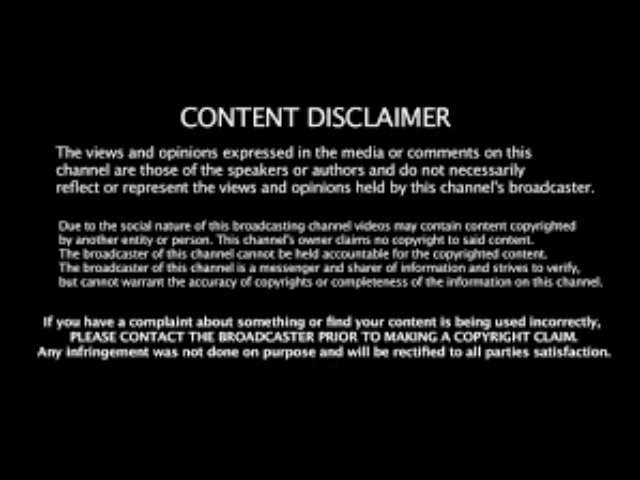 CONTENT DISCLAIMER
The views and opinions expressed in the media or comments on this
channel are those of the speakers or authors and do not necessarily
reflect or represent the views and opinions held by this channel's broadcaster.
Due to the social nature of this broadcasting channel videos may contain content copyrighted
by another entity or person. This channel's owner claims no copyright to said content.
The broadcaster of this channel cannot be held accountable for the copyrighted content.
The broadcaster of this channel is a messenger and sharer of information and strives to verify,
but cannot warrant the accuracy of copyrights or completeness of the information on this channel.
If you have a complaint about something or find your content is being used incorrectly,
PLEASE CONTACT THE BROADCASTER PRIOR TO MAKING A COPYRIGHT CLAIM.
Any infringement was not done on purpose and will be rectified to all parties satisfaction.